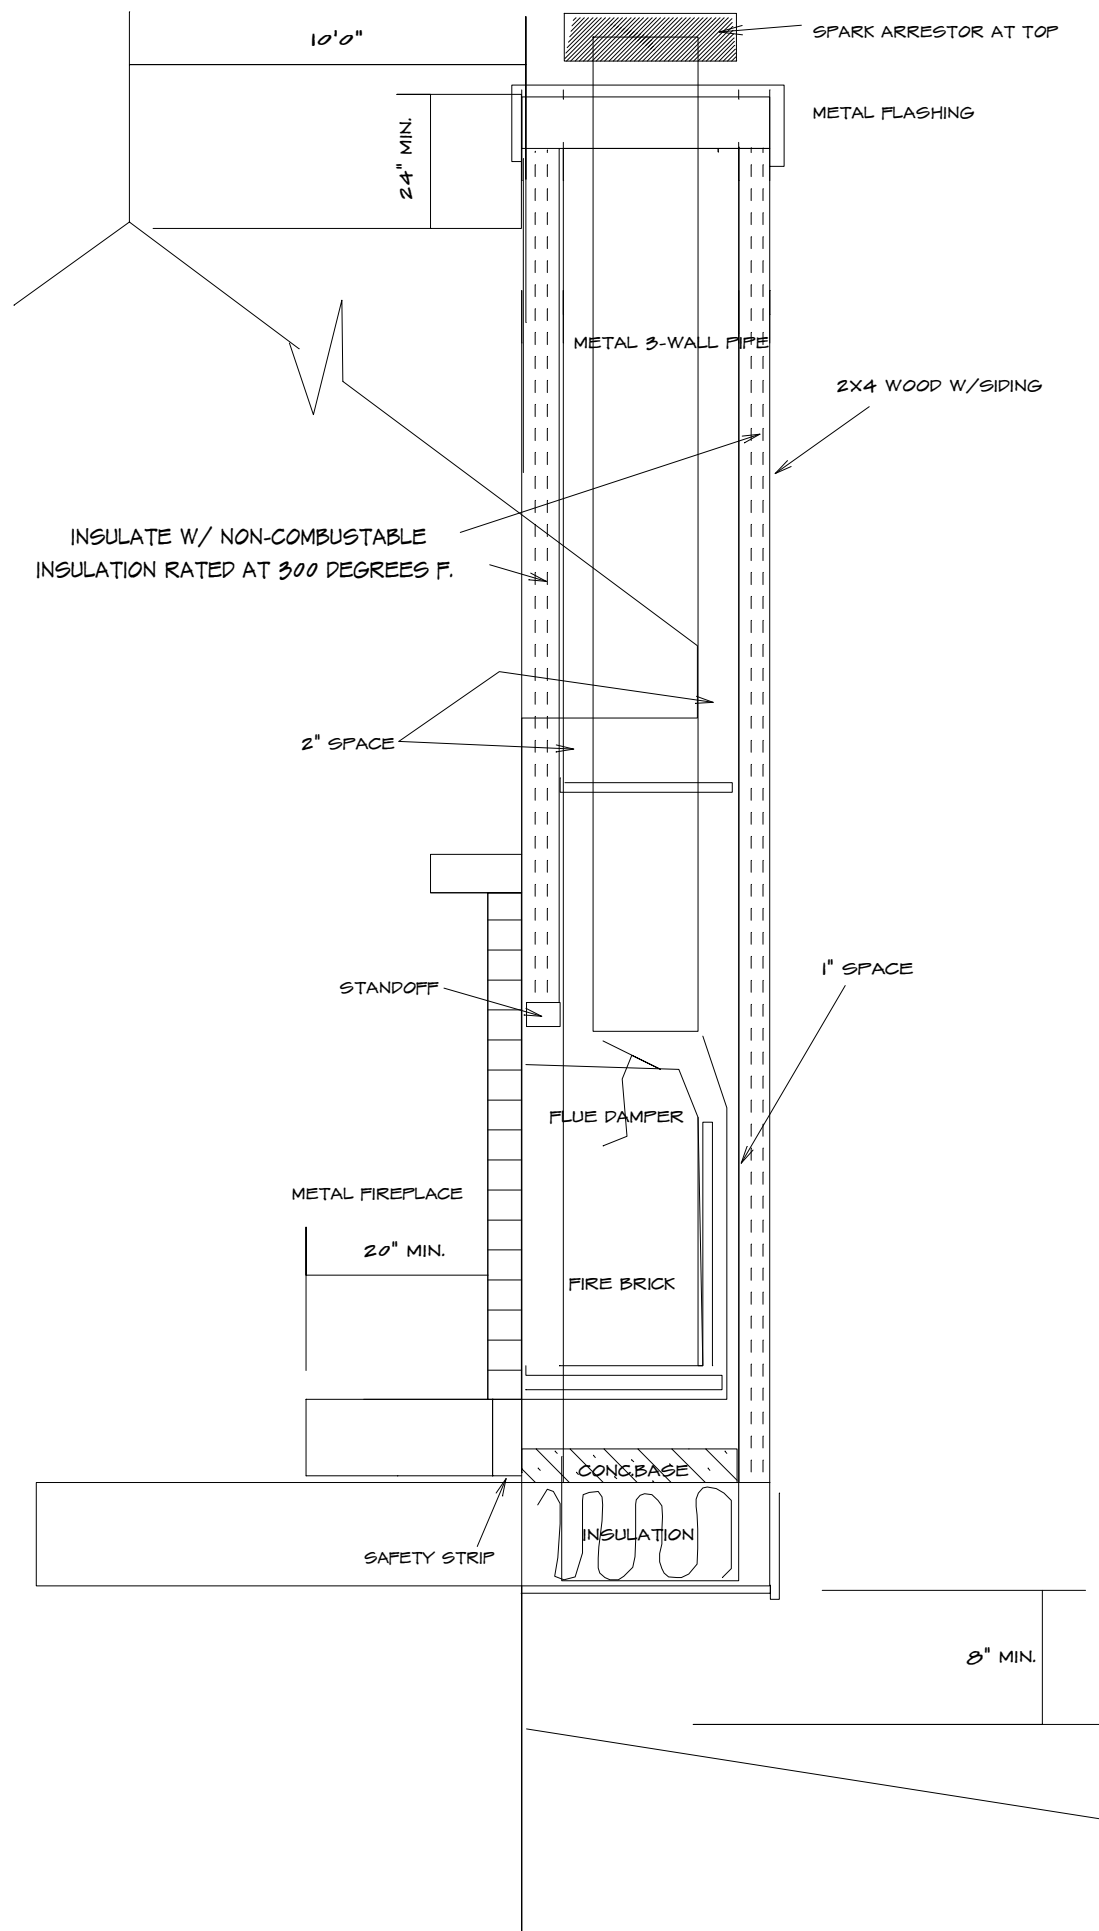 10'0"
SPARK ARRESTOR AT TOP
METAL FLASHING
24" MIN.
METAL 3-WALL PIPE
2X4 WOOD W/SIDING
INSULATE W/ NON-COMBUSTABLE
INSULATION RATED AT 300 DEGREES F.
2" SPACE
1" SPACE
STANDOFF
FLUE DAMPER
METAL FIREPLACE
20" MIN.
FIRE BRICK
CONC.BASE
INSULATION
SAFETY STRIP
8" MIN.